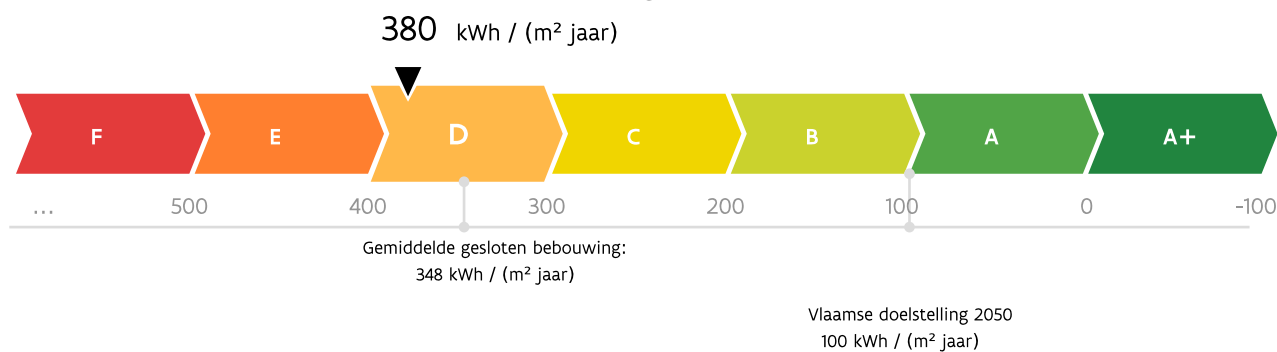 380 kWh / (m² jaar)
F E D C B A A+
... 500 400 300 200 100 0 -100
Gemiddelde gesloten bebouwing:
348 kWh / (m² jaar)
Vlaamse doelstelling 2050
100 kWh / (m² jaar)